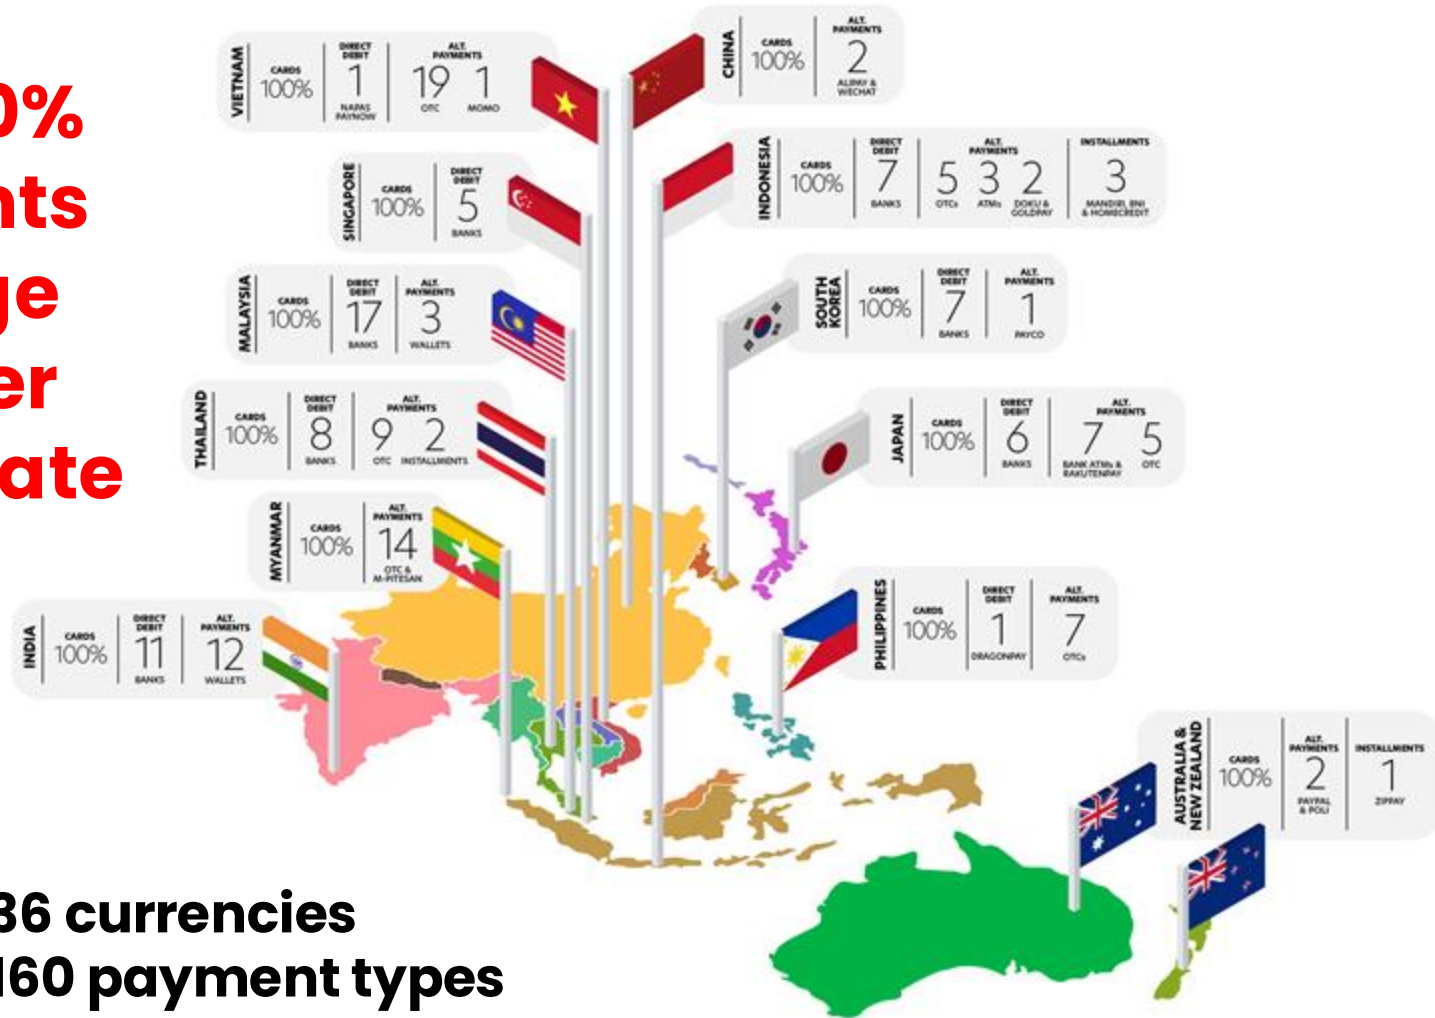 0%
nts
ge
er
ate
VIETNAM
CARDS
100%
DIRECT
DEBIT
1
NAPAS
PAYNOW
ALT.
PAYMENTS
19 1
OTC MOMO
CHINA
CARDS
100%
ALT.
PAYMENTS
2
ALIPAY &
WECHAT
SINGAPORE
CARDS
100%
DIRECT
DEBIT
5
BANKS
INDONESIA
CARDS
100%
DIRECT
DEBIT
7
BANKS
ALT.
PAYMENTS
5 3 2
OTCs ATMs DOKU &
GOLDPAY
INSTALLMENTS
3
MANDIRI, BNI
& HOMECREDIT
MALAYSIA
CARDS
100%
DIRECT
DEBIT
17
BANKS
ALT.
PAYMENTS
3
WALLETS
SOUTH
KOREA
CARDS
100%
DIRECT
DEBIT
7
BANKS
ALT.
PAYMENTS
1
PAYCO
THAILAND
CARDS
100%
DIRECT
DEBIT
8
BANKS
ALT.
PAYMENTS
9 2
OTC INSTALLMENTS
JAPAN
CARDS
100%
DIRECT
DEBIT
6
BANKS
ALT.
PAYMENTS
7 5
BANK ATMs & OTC
RAKUTENPAY
MYANMAR
CARDS
100%
ALT.
PAYMENTS
14
OTC &
M-PITESAN
PHILIPPINES
CARDS
100%
DIRECT
DEBIT
1
DRAGONPAY
ALT.
PAYMENTS
7
OTCs
INDIA
CARDS
100%
DIRECT
DEBIT
11
BANKS
ALT.
PAYMENTS
12
WALLETS
AUSTRALIA &
NEW ZEALAND
CARDS
100%
ALT.
PAYMENTS
2
PAYPAL
& POLI
INSTALLMENTS
1
ZIPPAY
36 currencies
160 payment types